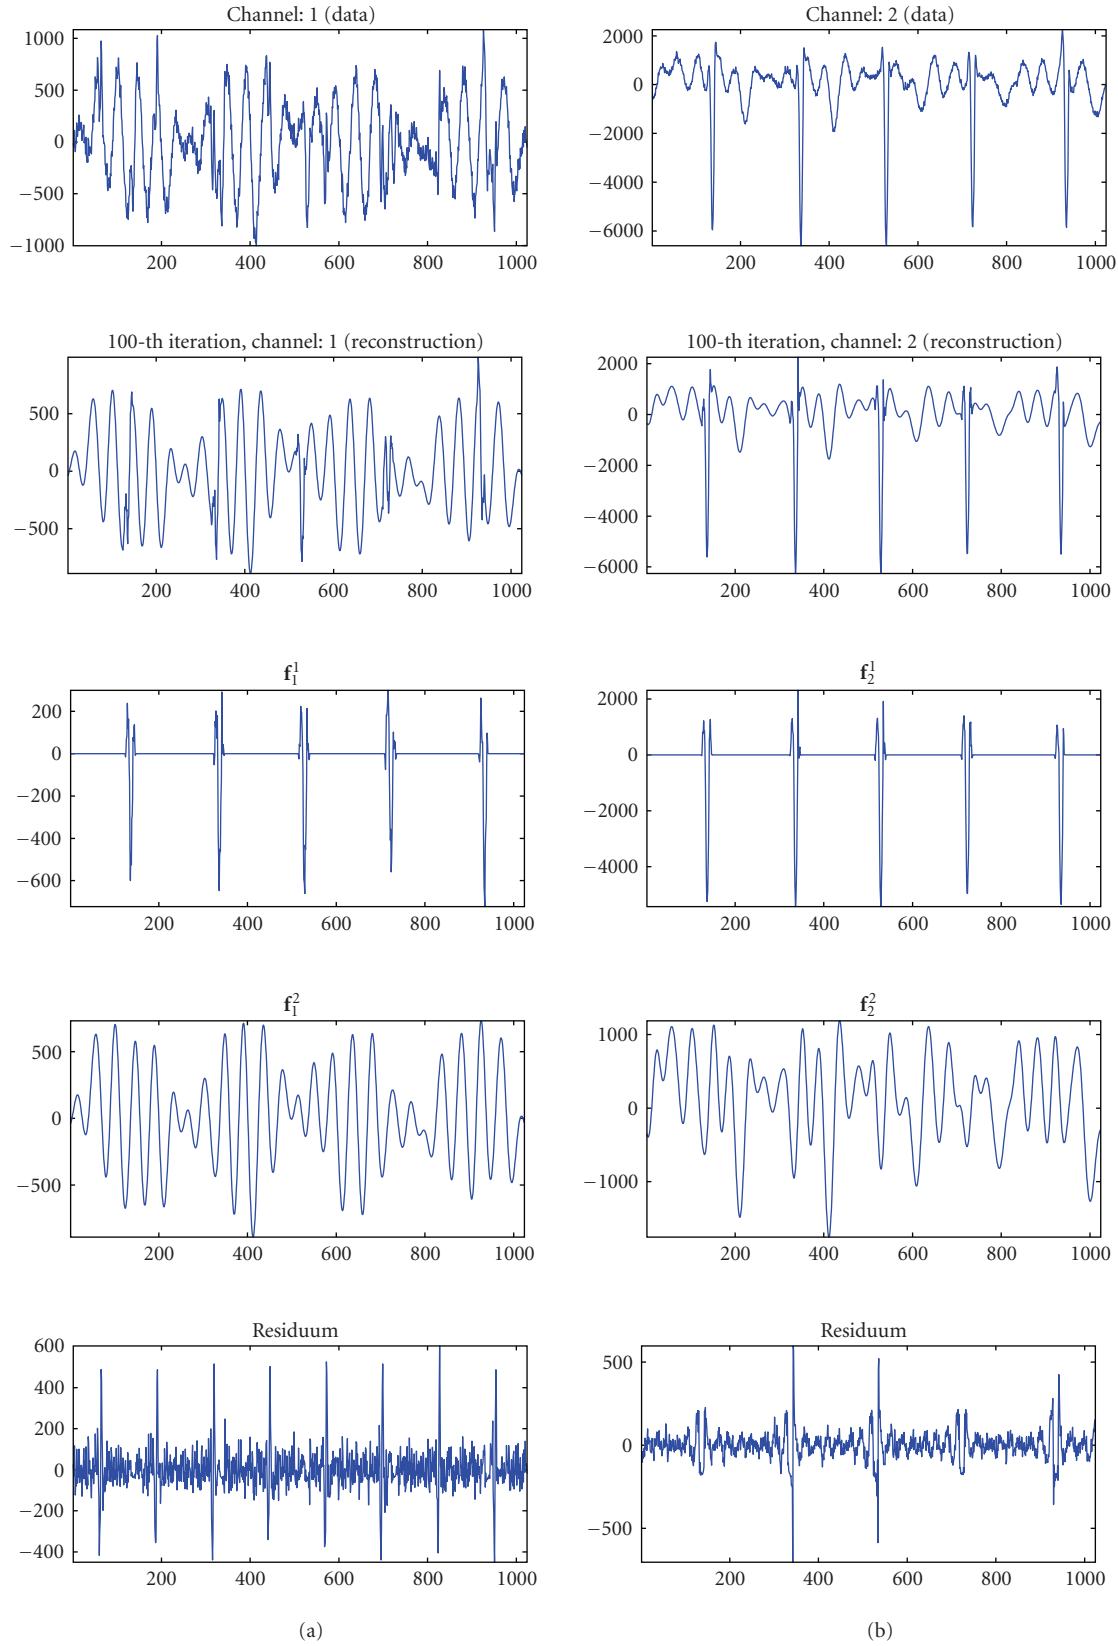 Channel: 1 (data)
1000
500
0
−500
−1000
200 400 600 800 1000
Channel: 2 (data)
2000
0
−2000
−4000
−6000
200 400 600 800 1000
100-th iteration, channel: 1 (reconstruction)
500
0
−500
200 400 600 800 1000
100-th iteration, channel: 2 (reconstruction)
2000
0
−2000
−4000
−6000
200 400 600 800 1000
f₁¹
200
0
−200
−400
−600
200 400 600 800 1000
f₂¹
2000
0
−2000
−4000
200 400 600 800 1000
f₁²
500
0
−500
200 400 600 800 1000
f₂²
1000
0
−1000
200 400 600 800 1000
Residuum
600
400
200
0
−200
−400
200 400 600 800 1000
(a)
Residuum
500
0
−500
200 400 600 800 1000
(b)